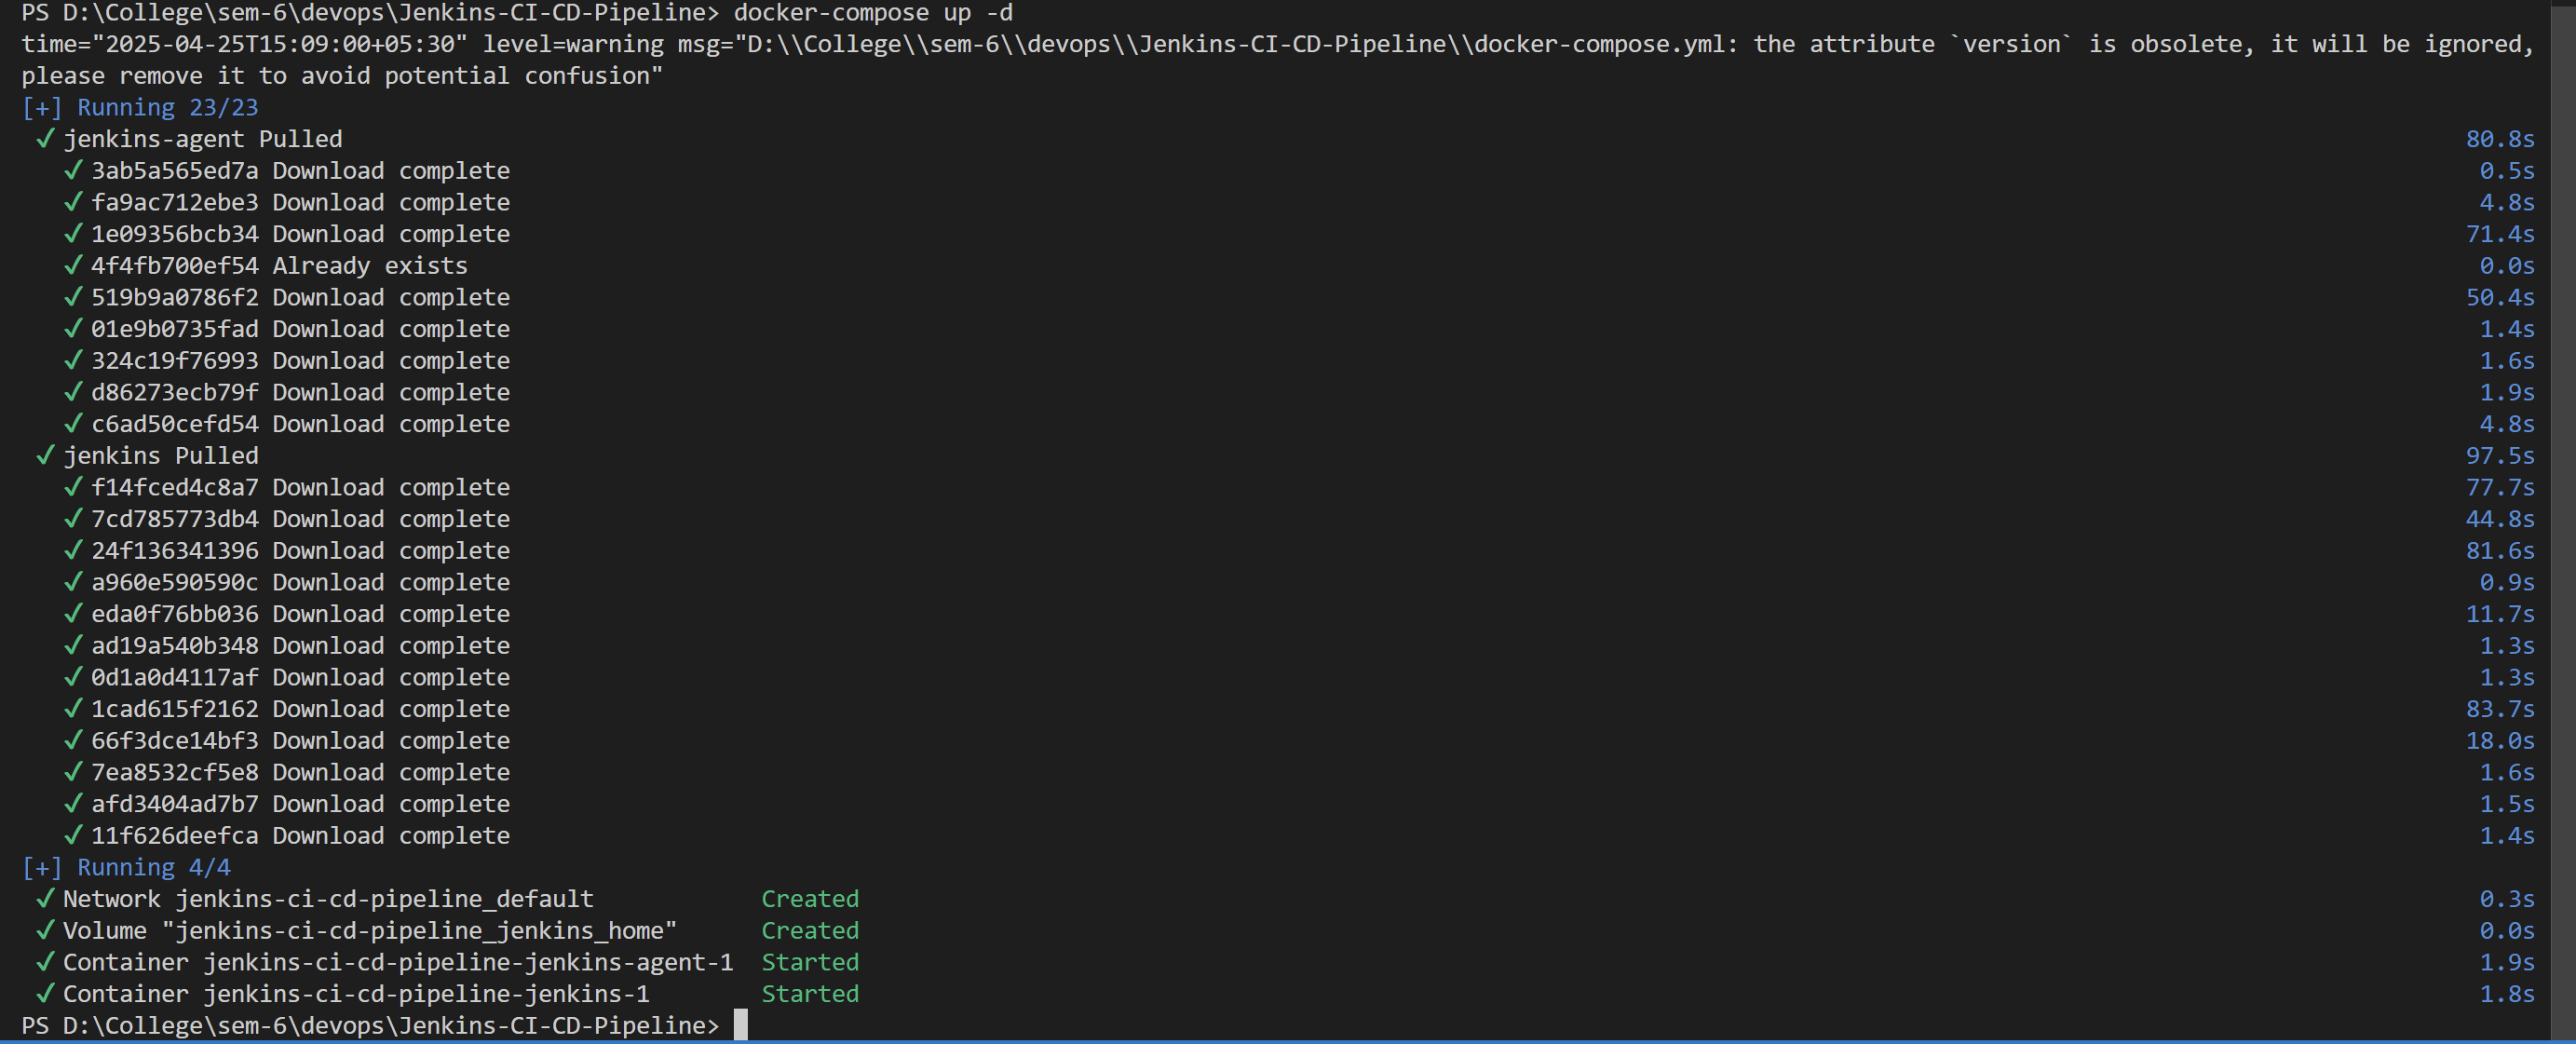 PS D:\College\sem-6\devops\Jenkins-CI-CD-Pipeline> docker-compose up -d
time="2025-04-25T15:09:00+05:30" level=warning msg="D:\\College\\sem-6\\devops\\Jenkins-CI-CD-Pipeline\\docker-compose.yml: the attribute `version` is obsolete, it will be ignored,
please remove it to avoid potential confusion"
[+] Running 23/23
✓ jenkins-agent Pulled 80.8s
✓ 3ab5a565ed7a Download complete 0.5s
✓ fa9ac712ebe3 Download complete 4.8s
✓ 1e09356bcb34 Download complete 71.4s
✓ 4f4fb700ef54 Already exists 0.0s
✓ 519b9a0786f2 Download complete 50.4s
✓ 01e9b0735fad Download complete 1.4s
✓ 324c19f76993 Download complete 1.6s
✓ d86273ecb79f Download complete 1.9s
✓ c6ad50cefd54 Download complete 4.8s
✓ jenkins Pulled 97.5s
✓ f14fced4c8a7 Download complete 77.7s
✓ 7cd785773db4 Download complete 44.8s
✓ 24f136341396 Download complete 81.6s
✓ a960e590590c Download complete 0.9s
✓ eda0f76bb036 Download complete 11.7s
✓ ad19a540b348 Download complete 1.3s
✓ 0d1a0d4117af Download complete 1.3s
✓ 1cad615f2162 Download complete 83.7s
✓ 66f3dce14bf3 Download complete 18.0s
✓ 7ea8532cf5e8 Download complete 1.6s
✓ afd3404ad7b7 Download complete 1.5s
✓ 11f626deefca Download complete 1.4s
[+] Running 4/4
✓ Network jenkins-ci-cd-pipeline_default Created 0.3s
✓ Volume "jenkins-ci-cd-pipeline_jenkins_home" Created 0.0s
✓ Container jenkins-ci-cd-pipeline-jenkins-agent-1 Started 1.9s
✓ Container jenkins-ci-cd-pipeline-jenkins-1 Started 1.8s
PS D:\College\sem-6\devops\Jenkins-CI-CD-Pipeline>